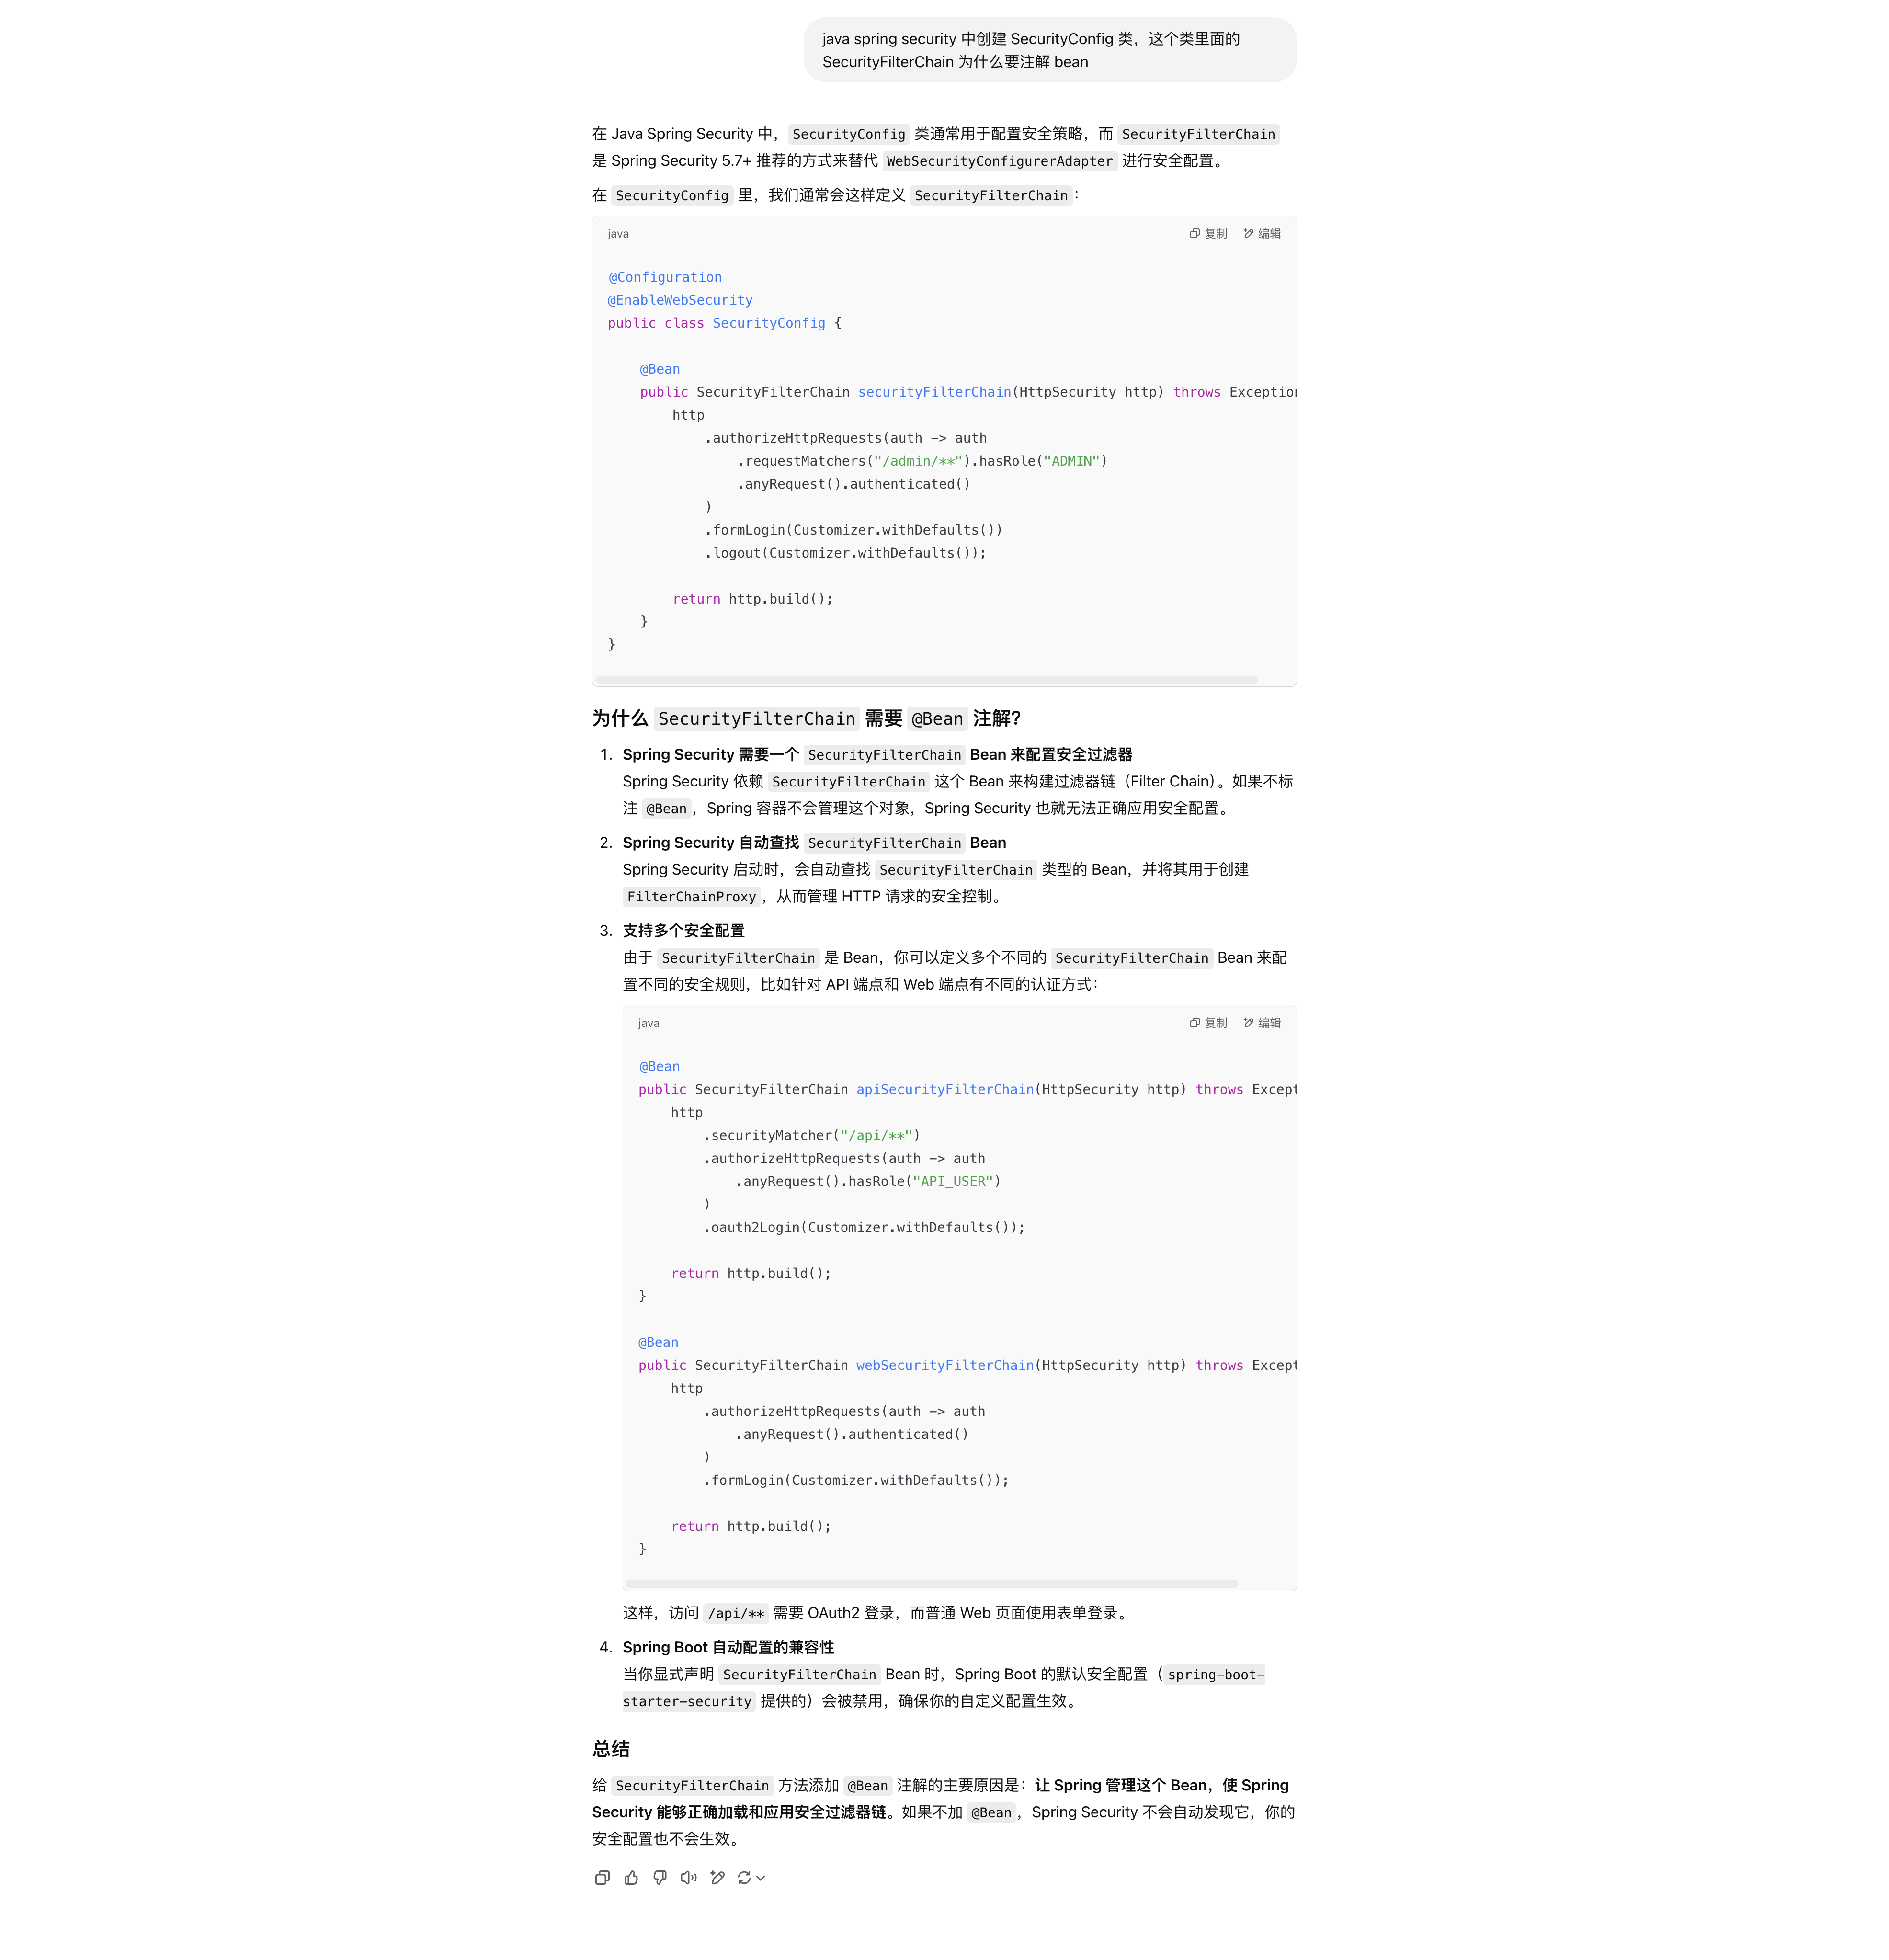 java spring security 中创建 SecurityConfig 类，这个类里面的
SecurityFilterChain 为什么要注解 bean
在 Java Spring Security 中， SecurityConfig 类通常用于配置安全策略，而 SecurityFilterChain
是 Spring Security 5.7+ 推荐的方式来替代 WebSecurityConfigurerAdapter 进行安全配置。
在 SecurityConfig 里，我们通常会这样定义 SecurityFilterChain：
java 复制 编辑
@Configuration
@EnableWebSecurity
public class SecurityConfig {
    @Bean
    public SecurityFilterChain securityFilterChain(HttpSecurity http) throws Exception
        http
            .authorizeHttpRequests(auth -> auth
                .requestMatchers("/admin/**").hasRole("ADMIN")
                .anyRequest().authenticated()
            )
            .formLogin(Customizer.withDefaults())
            .logout(Customizer.withDefaults());
        return http.build();
    }
}
为什么 SecurityFilterChain 需要 @Bean 注解？
1. Spring Security 需要一个 SecurityFilterChain Bean 来配置安全过滤器
Spring Security 依赖 SecurityFilterChain 这个 Bean 来构建过滤器链（Filter Chain）。如果不标
注 @Bean，Spring 容器不会管理这个对象，Spring Security 也就无法正确应用安全配置。
2. Spring Security 自动查找 SecurityFilterChain Bean
Spring Security 启动时，会自动查找 SecurityFilterChain 类型的 Bean，并将其用于创建
FilterChainProxy，从而管理 HTTP 请求的安全控制。
3. 支持多个安全配置
由于 SecurityFilterChain 是 Bean，你可以定义多个不同的 SecurityFilterChain Bean 来配
置不同的安全规则，比如针对 API 端点和 Web 端点有不同的认证方式：
java 复制 编辑
@Bean
public SecurityFilterChain apiSecurityFilterChain(HttpSecurity http) throws Except
    http
        .securityMatcher("/api/**")
        .authorizeHttpRequests(auth -> auth
            .anyRequest().hasRole("API_USER")
        )
        .oauth2Login(Customizer.withDefaults());
    return http.build();
}
@Bean
public SecurityFilterChain webSecurityFilterChain(HttpSecurity http) throws Except
    http
        .authorizeHttpRequests(auth -> auth
            .anyRequest().authenticated()
        )
        .formLogin(Customizer.withDefaults());
    return http.build();
}
这样，访问 /api/** 需要 OAuth2 登录，而普通 Web 页面使用表单登录。
4. Spring Boot 自动配置的兼容性
当你显式声明 SecurityFilterChain Bean 时，Spring Boot 的默认安全配置（spring-boot-
starter-security 提供的）会被禁用，确保你的自定义配置生效。
总结
给 SecurityFilterChain 方法添加 @Bean 注解的主要原因是：让 Spring 管理这个 Bean，使 Spring
Security 能够正确加载和应用安全过滤器链。如果不加 @Bean，Spring Security 不会自动发现它，你的
安全配置也不会生效。